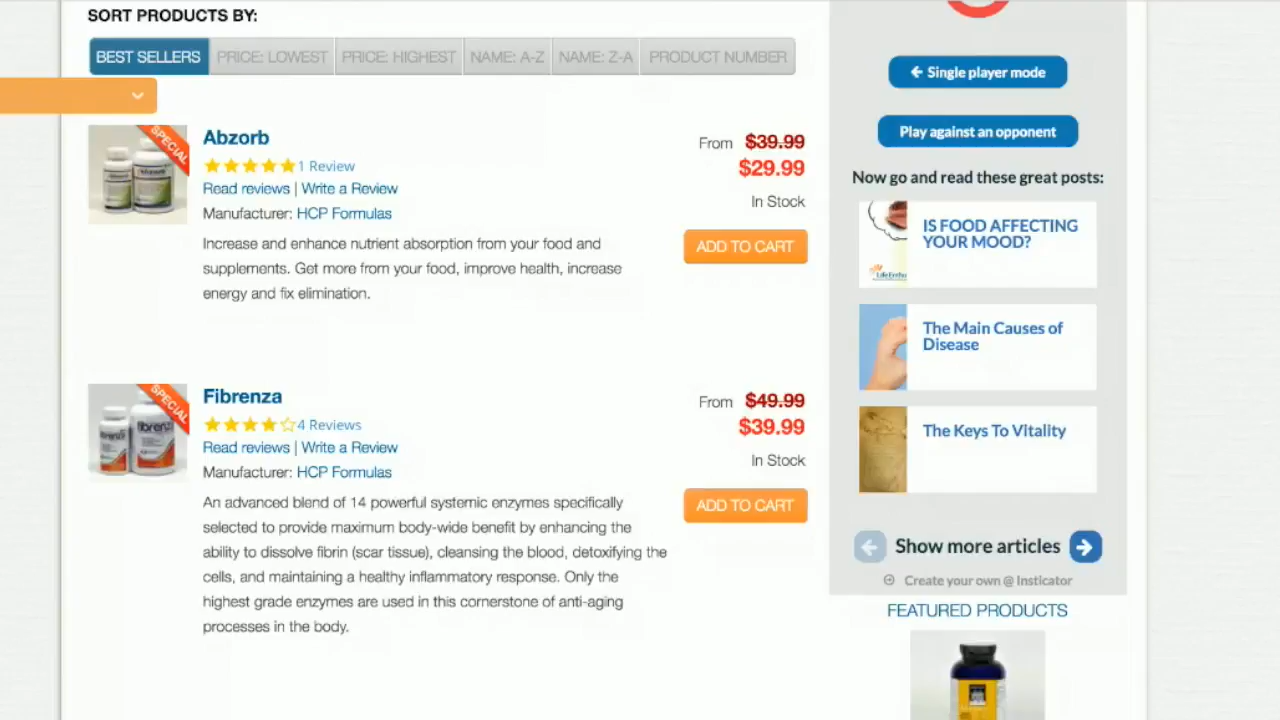 SORT PRODUCTS BY:
BEST SELLERS
PRICE: LOWEST
PRICE: HIGHEST
NAME: A-Z
NAME: Z-A
PRODUCT NUMBER
SPECIAL
Abzorb
1 Review
Read reviews | Write a Review
Manufacturer: HCP Formulas
Increase and enhance nutrient absorption from your food and
supplements. Get more from your food, improve health, increase
energy and fix elimination.
From $39.99
$29.99
In Stock
ADD TO CART
SPECIAL
Fibrenza
4 Reviews
Read reviews | Write a Review
Manufacturer: HCP Formulas
An advanced blend of 14 powerful systemic enzymes specifically
selected to provide maximum body-wide benefit by enhancing the
ability to dissolve fibrin (scar tissue), cleansing the blood, detoxifying the
cells, and maintaining a healthy inflammatory response. Only the
highest grade enzymes are used in this cornerstone of anti-aging
processes in the body.
From $49.99
$39.99
In Stock
ADD TO CART
Single player mode
Play against an opponent
Now go and read these great posts:
IS FOOD AFFECTING
YOUR MOOD?
The Main Causes of
Disease
The Keys To Vitality
Show more articles
Create your own @ Insticator
FEATURED PRODUCTS